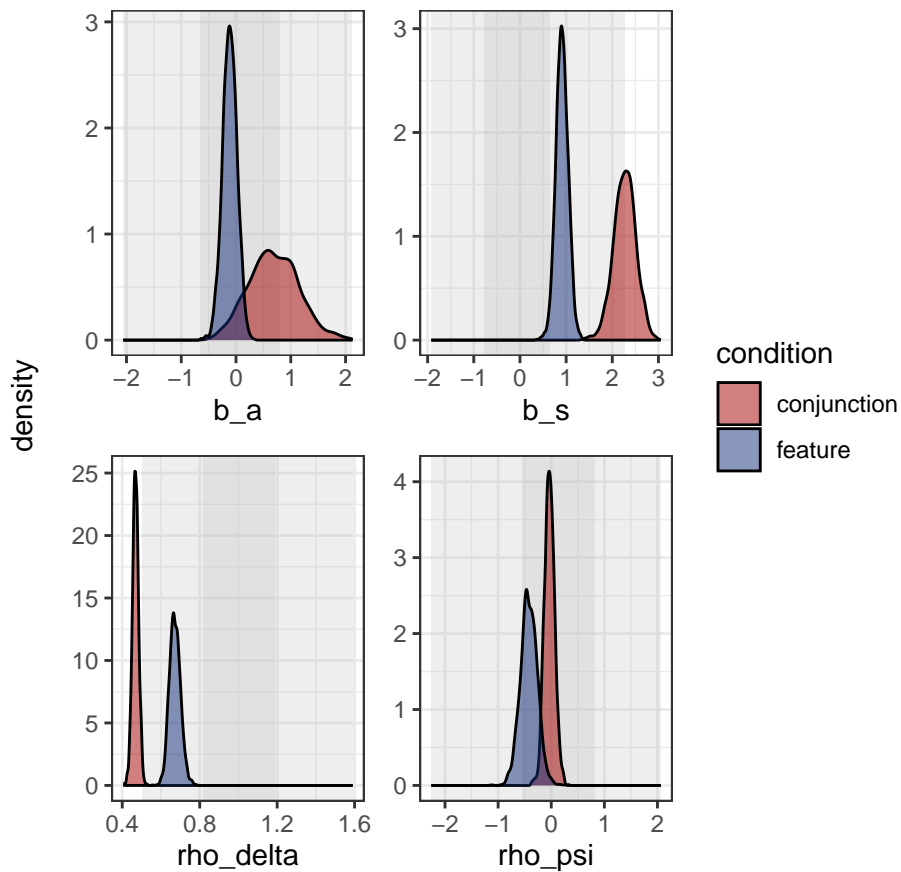 3
2
1
0
−2 −1 0 1 2
b_a
3
2
1
0
−2 −1 0 1 2 3
b_s
density
condition
conjunction
feature
25
20
15
10
5
0
0.4 0.8 1.2 1.6
rho_delta
4
3
2
1
0
−2 −1 0 1 2
rho_psi